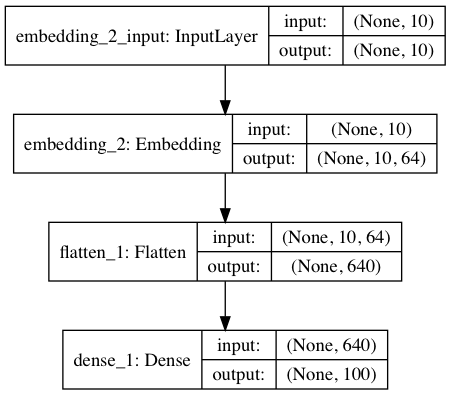 embedding_2_input: InputLayer
input: (None, 10)
output: (None, 10)
embedding_2: Embedding
input: (None, 10)
output: (None, 10, 64)
flatten_1: Flatten
input: (None, 10, 64)
output: (None, 640)
dense_1: Dense
input: (None, 640)
output: (None, 100)